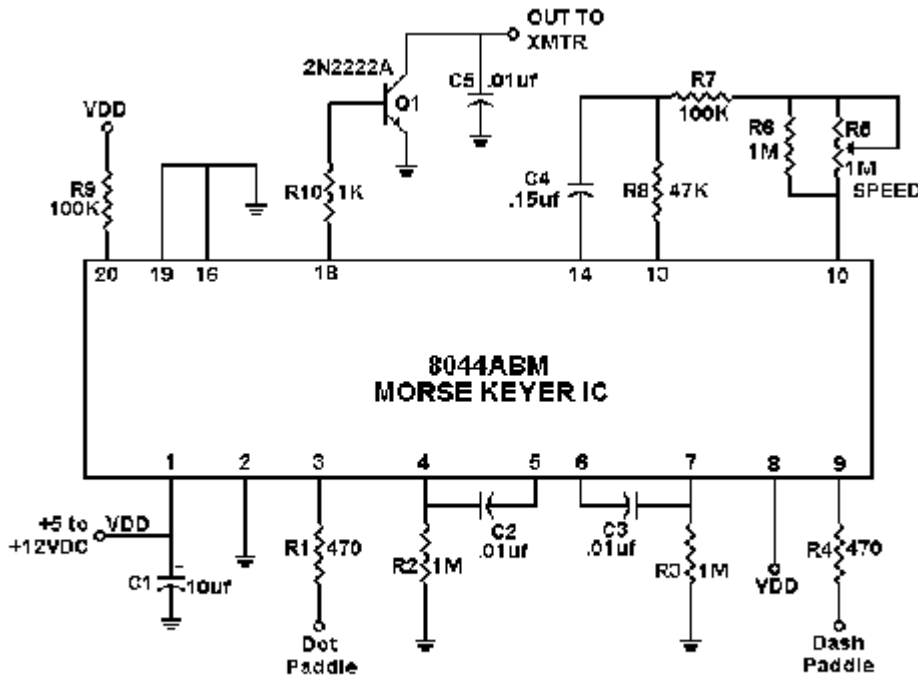 OUT TO
XMTR
2N2222A
C5
.01uf
Q1
R7
100K
VDD
R6
1M
R5
1M
SPEED
R9
100K
R10
1K
C4
.15uf
R8
47K
20
19
16
18
14
13
10
8044ABM
MORSE KEYER IC
1
2
3
4
5
6
7
8
9
+5 to
+12VDC
VDD
C1
10uf
R1
470
R2
1M
C2
.01uf
C3
.01uf
R3
1M
VDD
R4
470
Dot
Paddle
Dash
Paddle